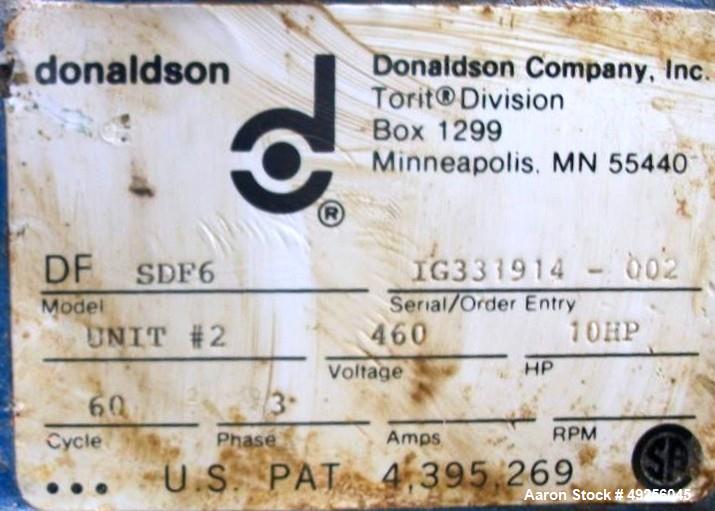 donaldson
Donaldson Company, Inc.
Torit® Division
Box 1299
Minneapolis, MN 55440
®
DF SDF6 IG331914 - 002
Model Serial/Order Entry
UNIT #2 460 10HP
Voltage HP
60 3
Cycle Phase Amps RPM
... U.S. PAT 4,395,269
Aaron Stock # 49256045